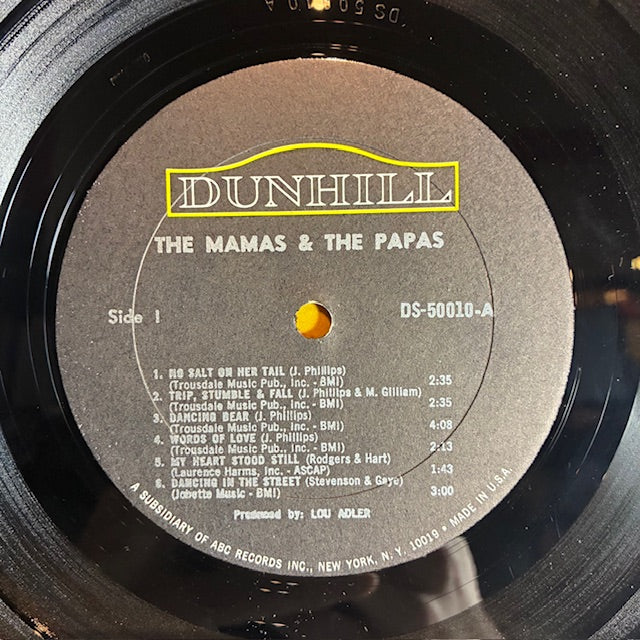 DS 50010 A
DUNHILL
THE MAMAS & THE PAPAS
Side 1
DS-50010-A
1. NO SALT ON HER TAIL (J. Phillips)
(Trousdale Music Pub., Inc. - BMI) 2:35
2. TRIP, STUMBLE & FALL (J. Phillips & M. Gilliam)
(Trousdale Music Pub., Inc. - BMI) 2:35
3. DANCING BEAR (J. Phillips)
(Trousdale Music Pub., Inc. - BMI) 4:08
4. WORDS OF LOVE (J. Phillips)
(Trousdale Music Pub., Inc. - BMI) 2:13
5. MY HEART STOOD STILL (Rodgers & Hart)
(Laurence Harms, Inc. - ASCAP) 1:43
6. DANCING IN THE STREET (Stevenson & Gaye)
(Jobette Music - BMI) 3:00
Produced by: LOU ADLER
A SUBSIDIARY OF ABC RECORDS INC., NEW YORK, N. Y. 10019 • MADE IN U.S.A.